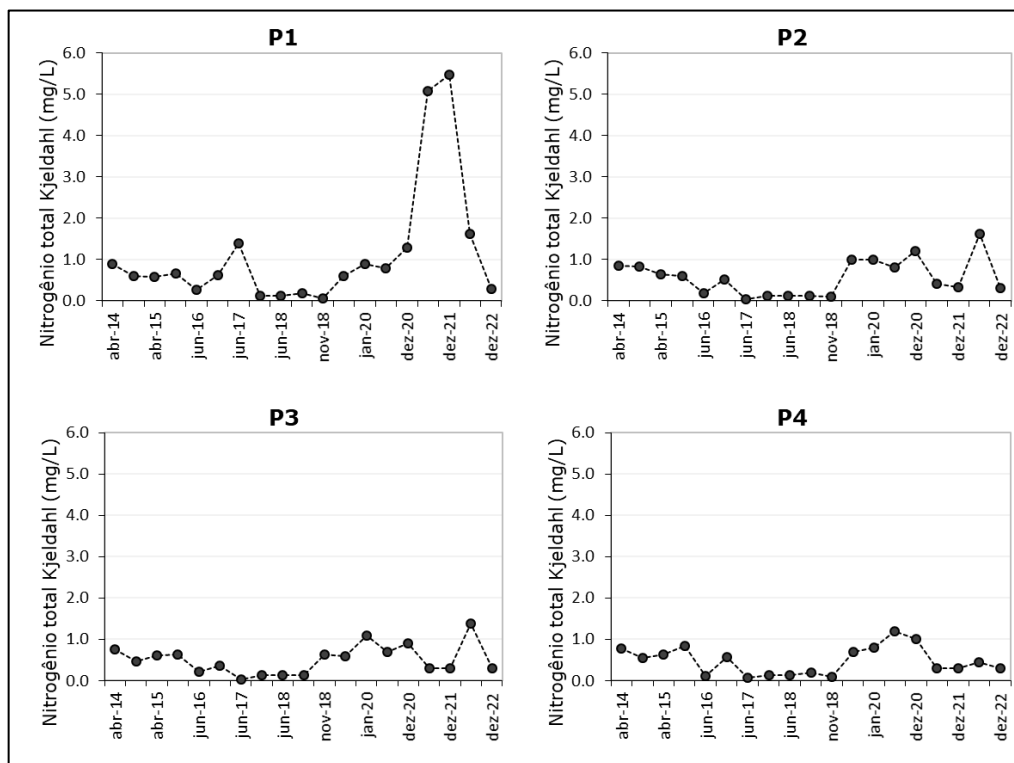 P1
Nitrogênio total Kjeldahl (mg/L)
6.0
5.0
4.0
3.0
2.0
1.0
0.0
abr-14
abr-15
jun-16
jun-17
jun-18
nov-18
jan-20
dez-20
dez-21
dez-22
P2
Nitrogênio total Kjeldahl (mg/L)
6.0
5.0
4.0
3.0
2.0
1.0
0.0
abr-14
abr-15
jun-16
jun-17
jun-18
nov-18
jan-20
dez-20
dez-21
dez-22
P3
Nitrogênio total Kjeldahl (mg/L)
6.0
5.0
4.0
3.0
2.0
1.0
0.0
abr-14
abr-15
jun-16
jun-17
jun-18
nov-18
jan-20
dez-20
dez-21
dez-22
P4
Nitrogênio total Kjeldahl (mg/L)
6.0
5.0
4.0
3.0
2.0
1.0
0.0
abr-14
abr-15
jun-16
jun-17
jun-18
nov-18
jan-20
dez-20
dez-21
dez-22